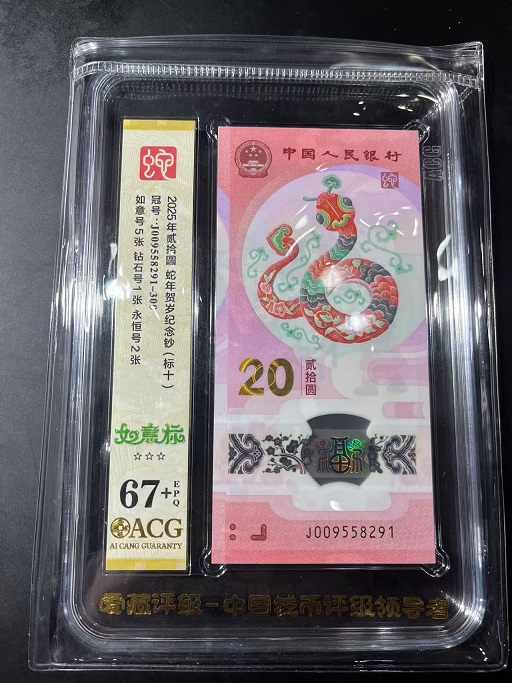 2025年贰拾圆 蛇年贺岁纪念钞（标十）
冠号：J009558291-300
如意号5张 钻石号1张 永恒号2张
如意标
☆☆☆
67+ EPQ
ACG
AI CANG GUARANTY
中国人民银行
20 贰拾圆
J009558291
爱藏评级-中国钱币评级领导者
ACG